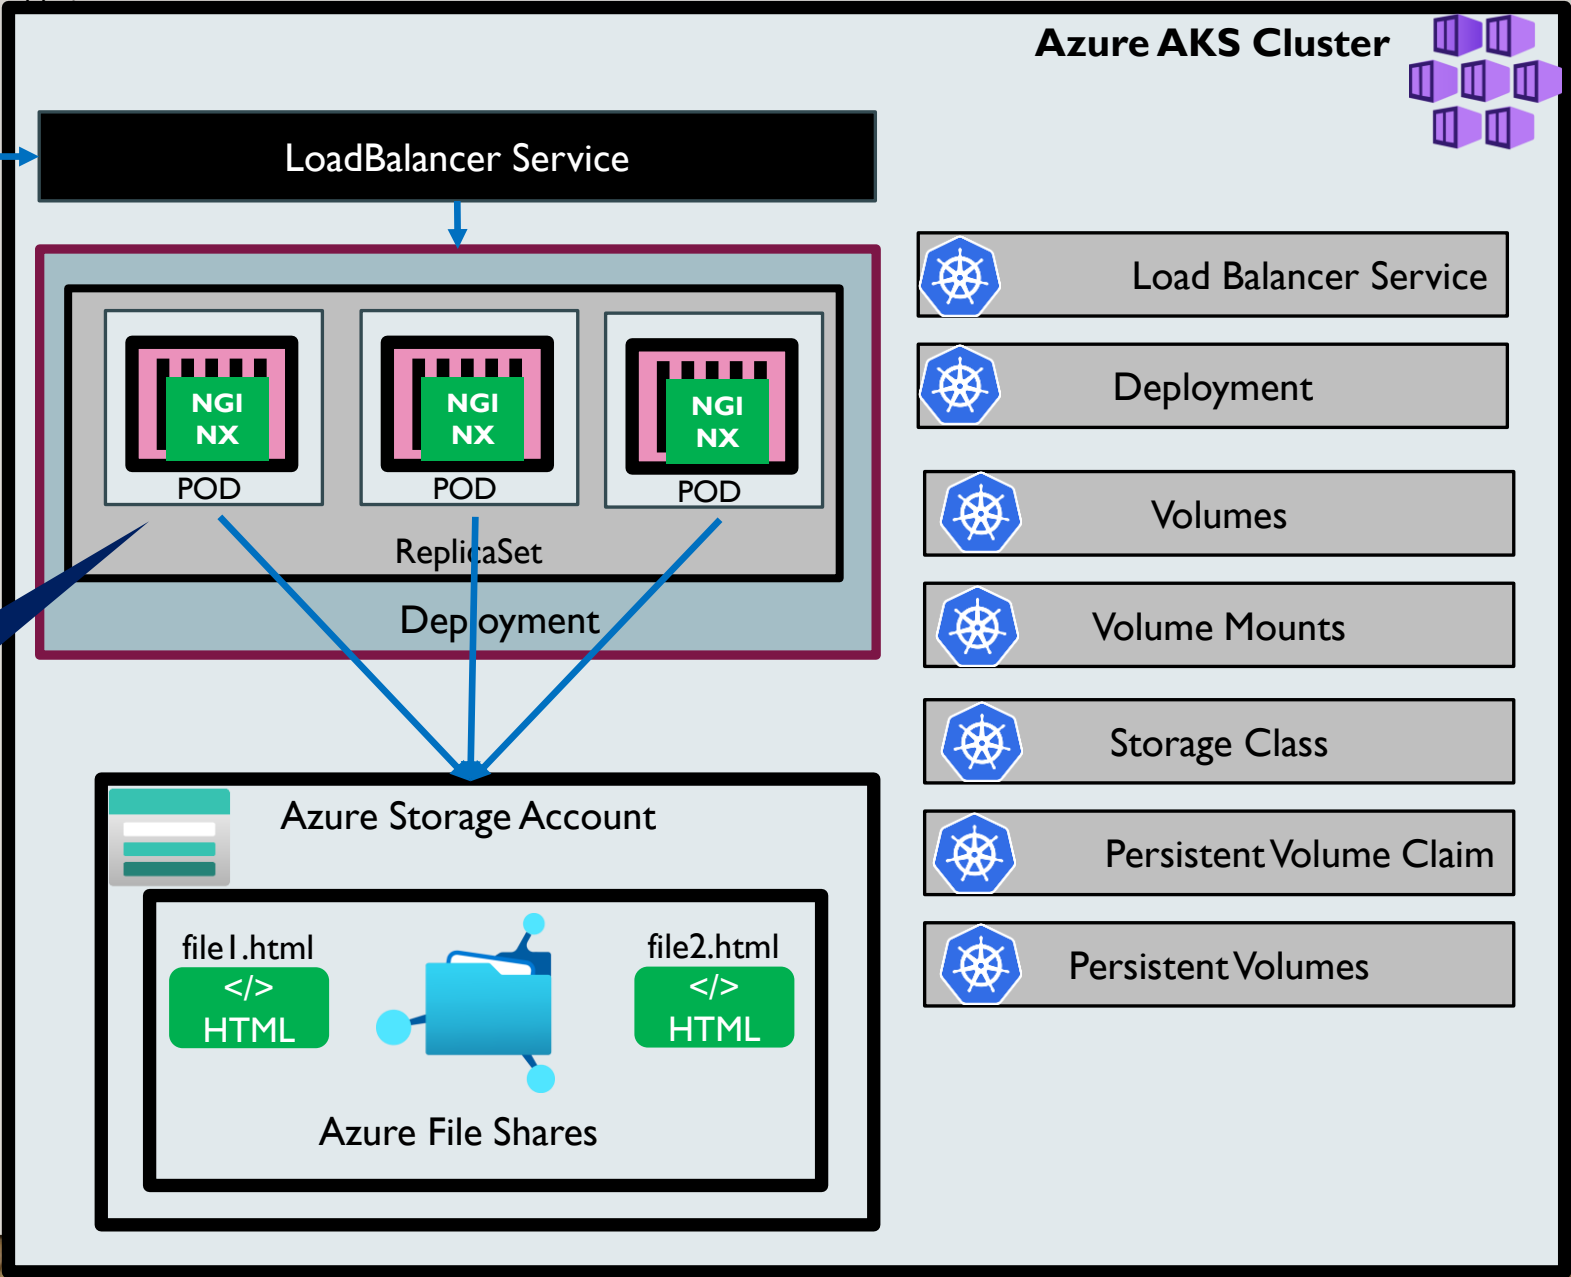 Azure AKS Cluster
LoadBalancer Service
NGI
NX
POD
NGI
NX
POD
NGI
NX
POD
ReplicaSet
Deployment
Azure Storage Account
file1.html
</>
HTML
file2.html
</>
HTML
Azure File Shares
Load Balancer Service
Deployment
Volumes
Volume Mounts
Storage Class
Persistent Volume Claim
Persistent Volumes